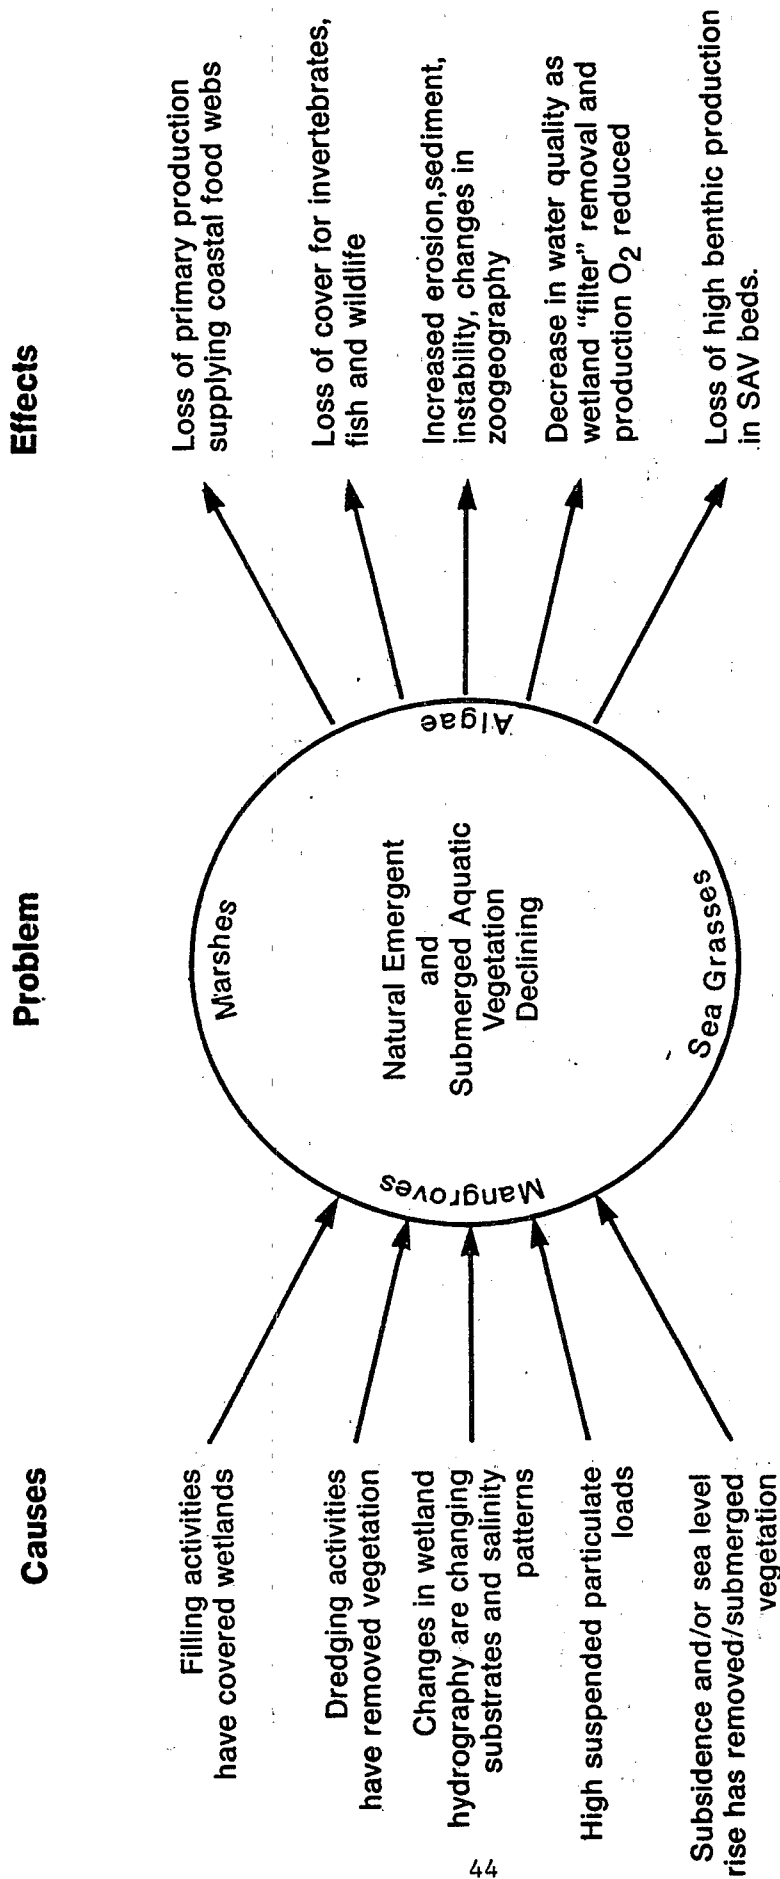 Causes
Problem
Effects
Filling activities
have covered wetlands
Dredging activities
have removed vegetation
Changes in wetland
hydrography are changing
substrates and salinity
patterns
High suspended particulate
loads
Subsidence and/or sea level
rise has removed/submerged
vegetation
Marshes
Mangroves
Natural Emergent
and
Submerged Aquatic
Vegetation
Declining
Algae
Sea Grasses
Loss of primary production
supplying coastal food webs
Loss of cover for invertebrates,
fish and wildlife
Increased erosion,sediment,
instability, changes in
zoogeography
Decrease in water quality as
wetland "filter" removal and
production O2 reduced
Loss of high benthic production
in SAV beds.
44